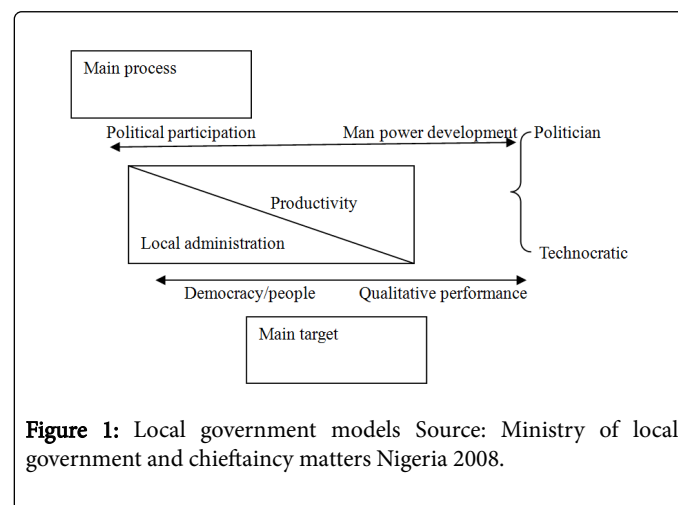 Main process
Political participation
Man power development
Politician
Productivity
Local administration
Technocratic
Democracy/people
Qualitative performance
Main target
Figure 1: Local government models Source: Ministry of local
government and chieftaincy matters Nigeria 2008.